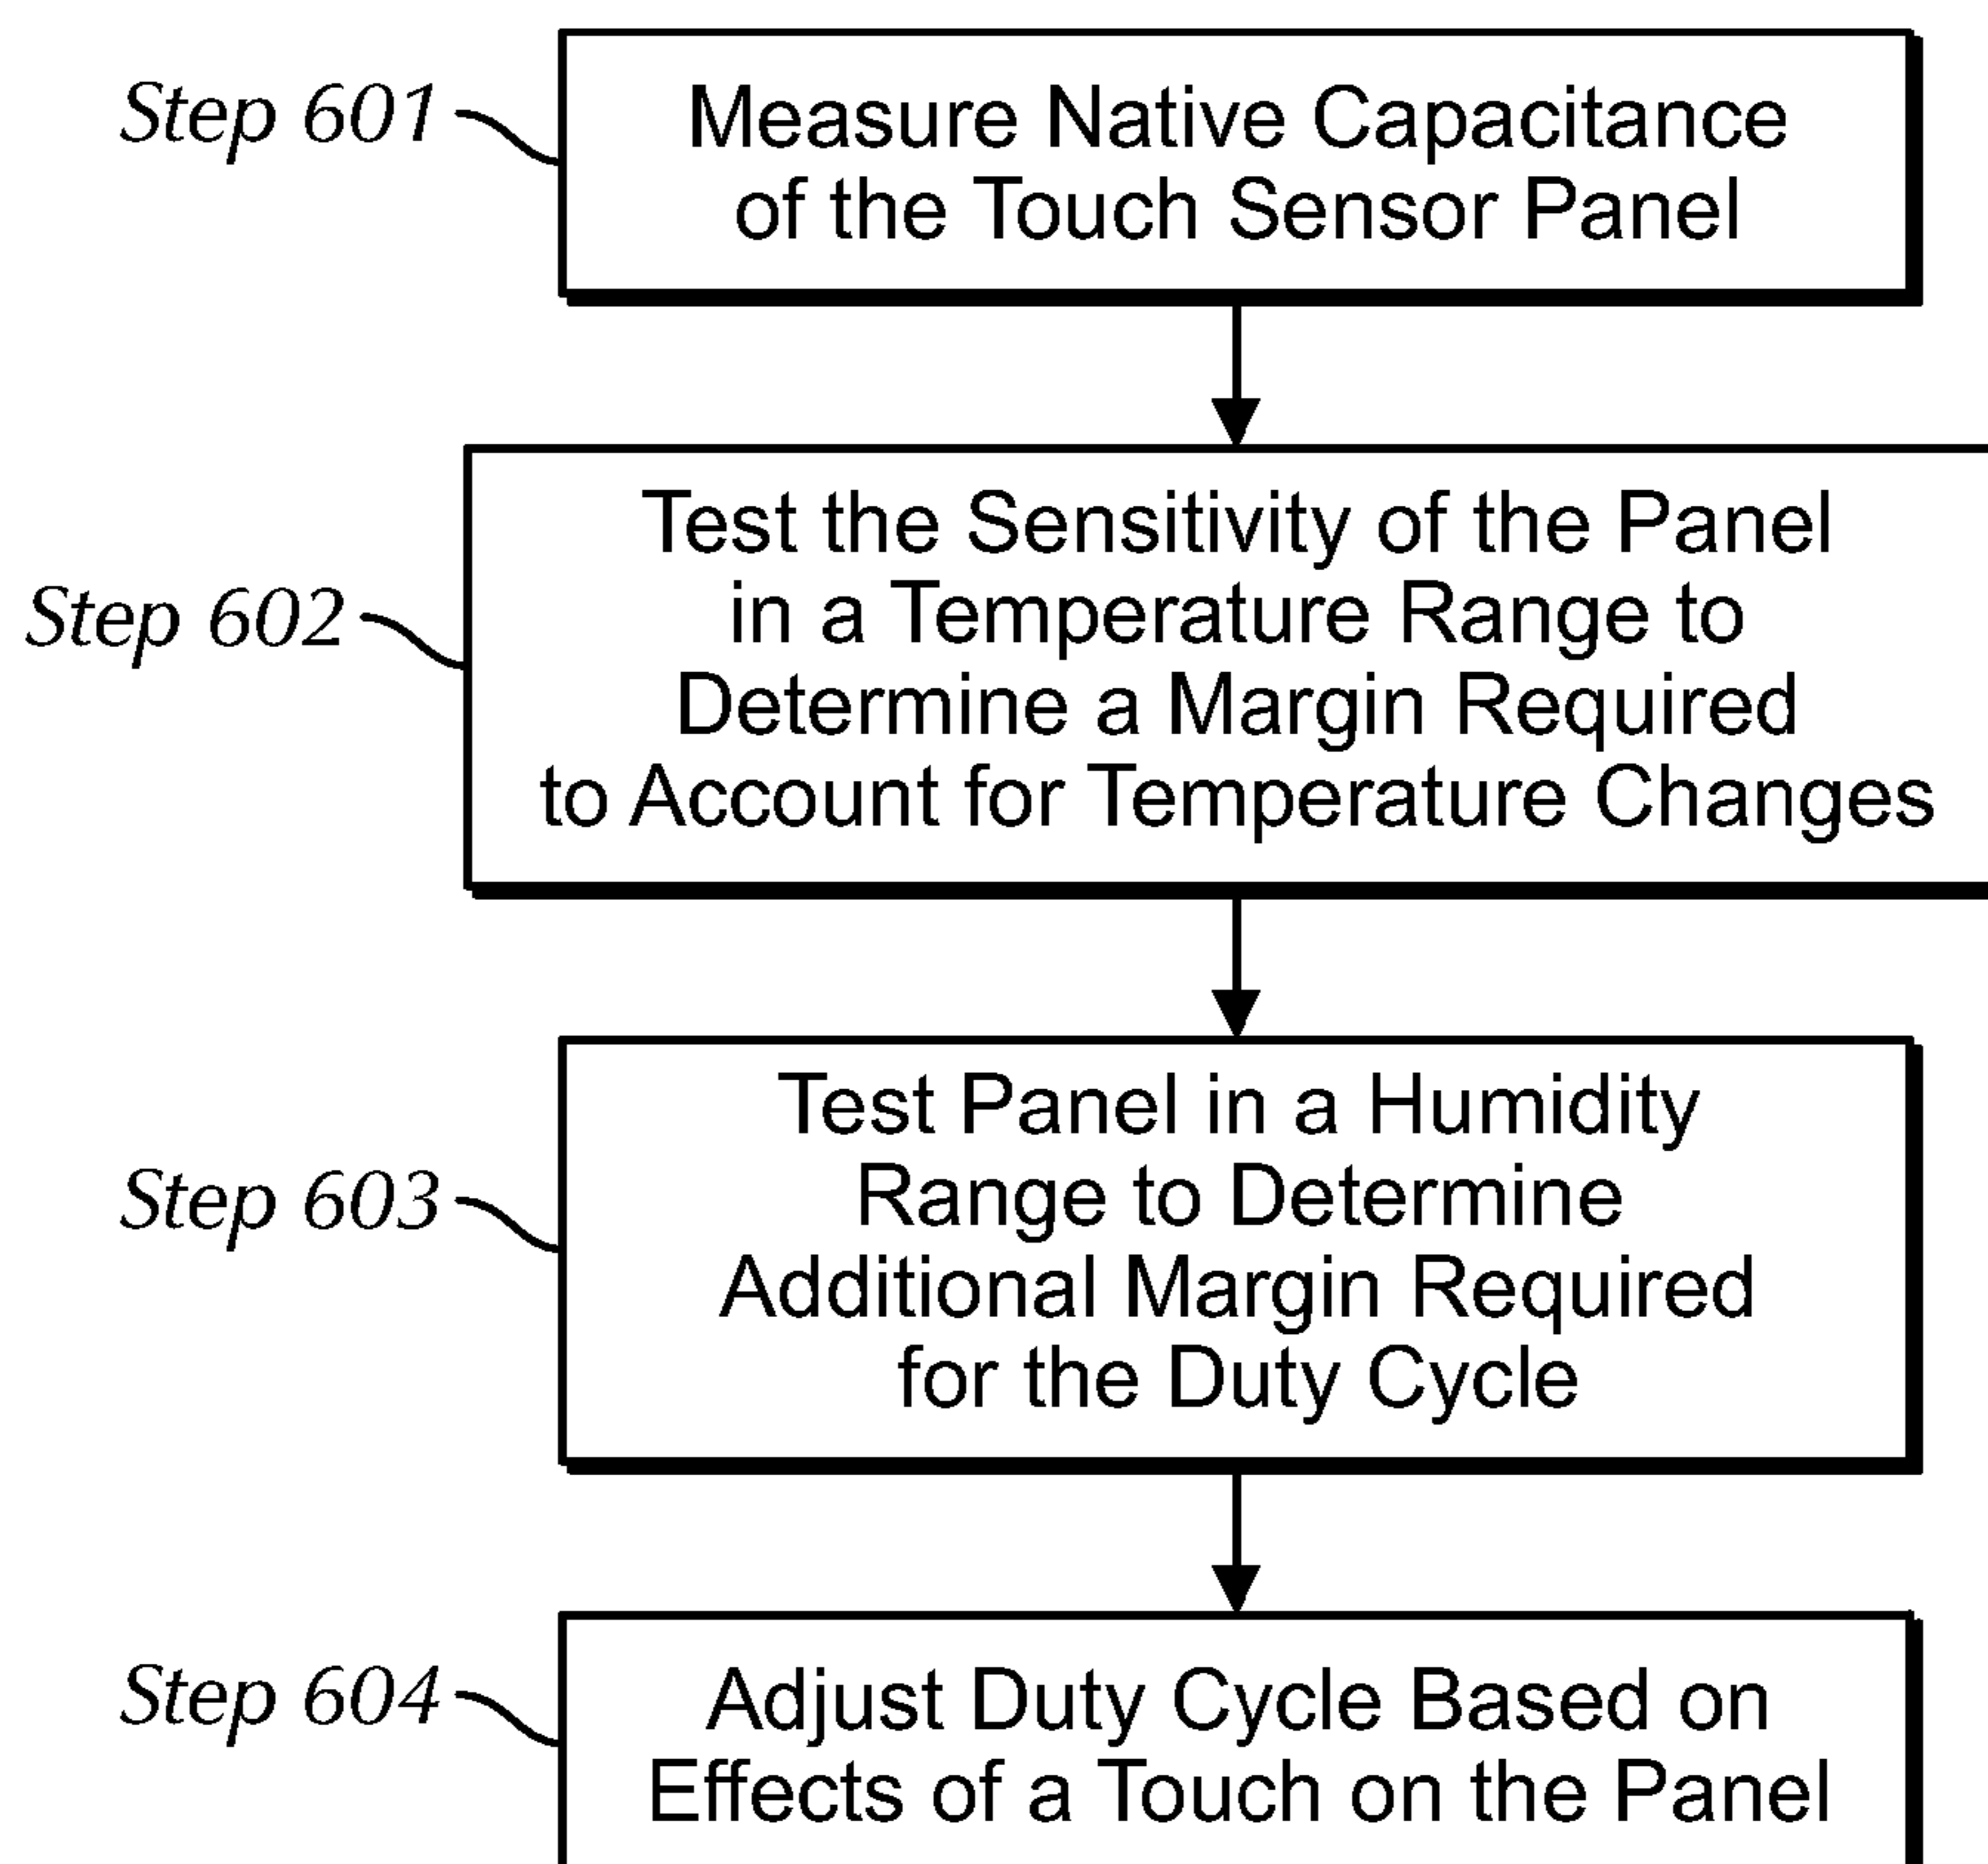 Step 601
Measure Native Capacitance
of the Touch Sensor Panel
Step 602
Test the Sensitivity of the Panel
in a Temperature Range to
Determine a Margin Required
to Account for Temperature Changes
Step 603
Test Panel in a Humidity
Range to Determine
Additional Margin Required
for the Duty Cycle
Step 604
Adjust Duty Cycle Based on
Effects of a Touch on the Panel